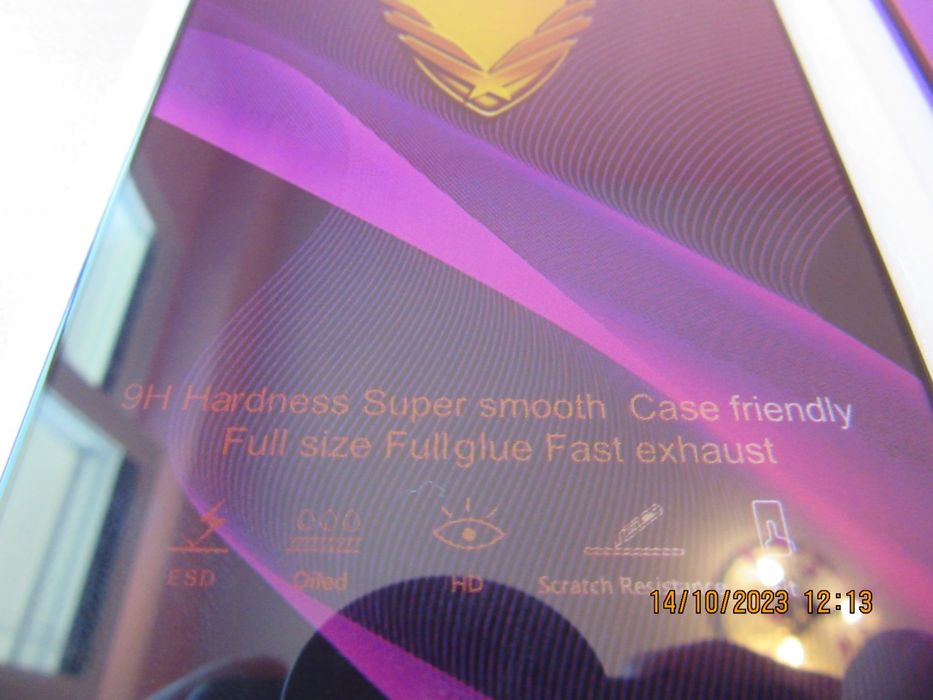 9H Hardness Super smooth Case friendly
Full size Fullglue Fast exhaust
ESD Oiled HD Scratch Resistance
14/10/2023 12:13